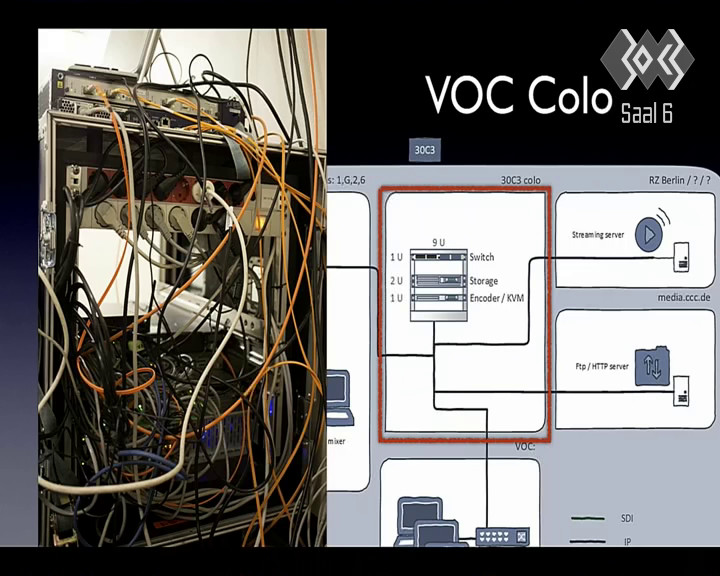 VOC Colo
30C3
Saal 6
30C3
s: 1,G,2,6
30C3 colo
RZ Berlin / ? / ?
9 U
1 U
Switch
2 U
Storage
1 U
Encoder / KVM
Streaming server
media.ccc.de
Ftp / HTTP server
mixer
VOC:
SDI
IP